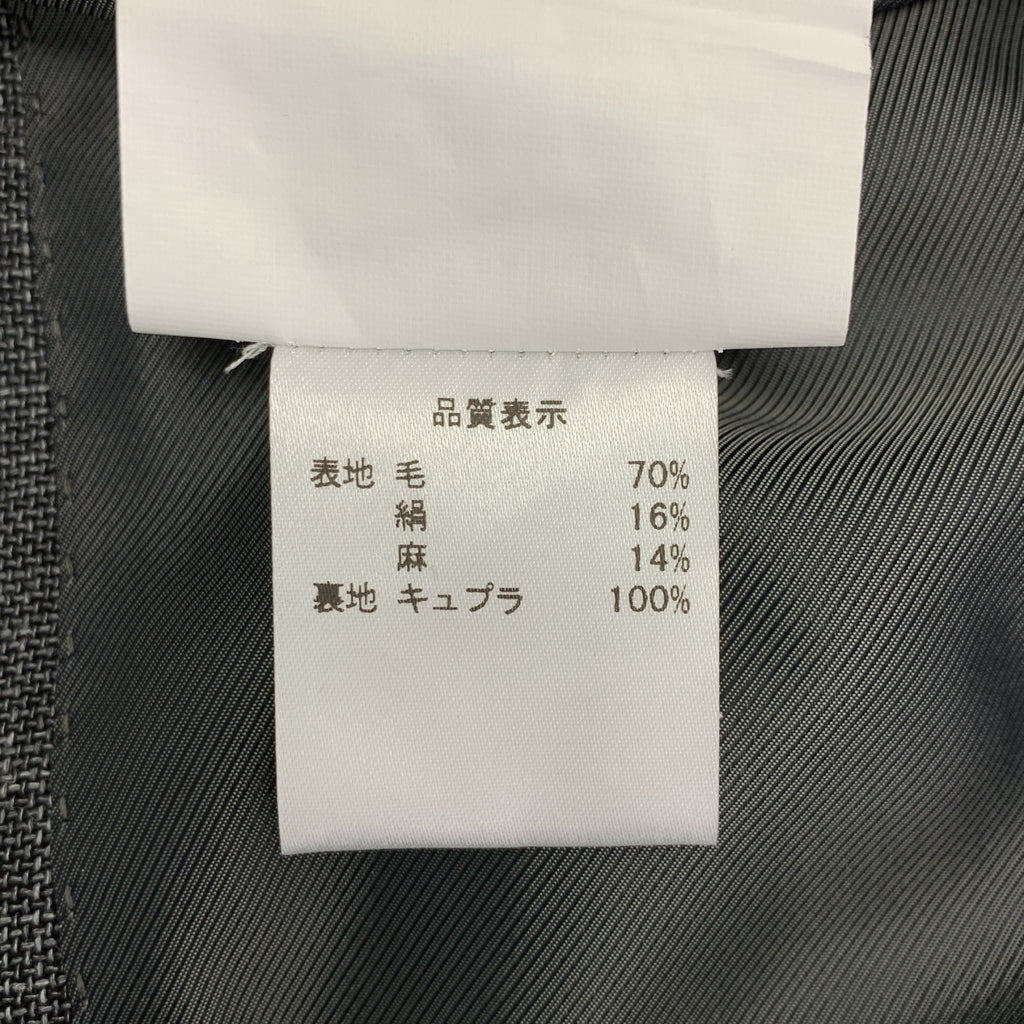 品質表示
表地 毛 70%
絹 16%
麻 14%
裏地 キュプラ 100%